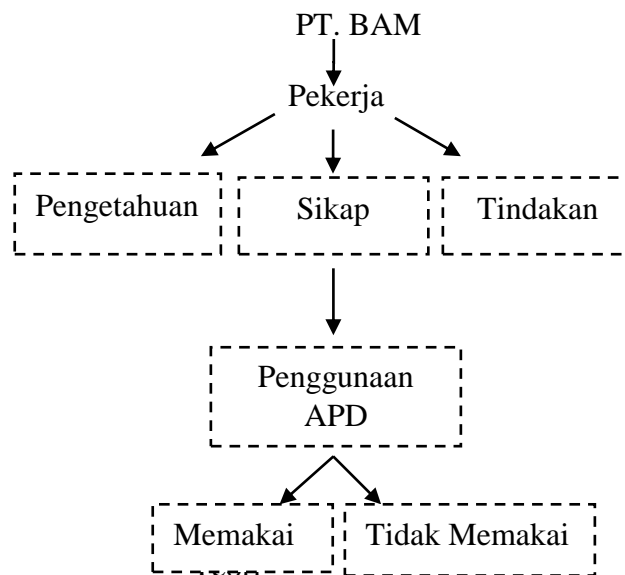 PT. BAM
Pekerja
Pengetahuan
Sikap
Tindakan
Penggunaan
APD
Memakai
Tidak Memakai